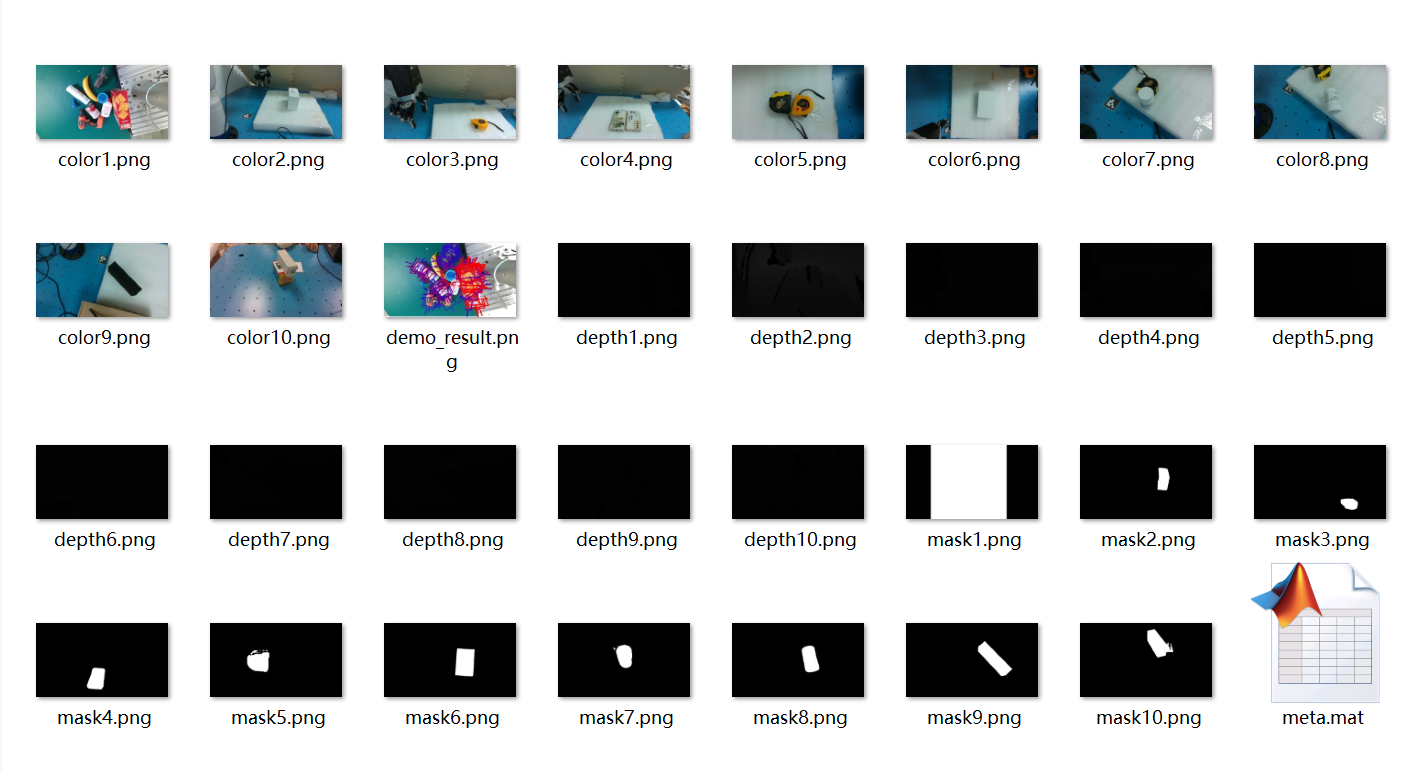 color1.png
color2.png
color3.png
color4.png
color5.png
color6.png
color7.png
color8.png
color9.png
color10.png
demo_result.pn
g
depth1.png
depth2.png
depth3.png
depth4.png
depth5.png
depth6.png
depth7.png
depth8.png
depth9.png
depth10.png
mask1.png
mask2.png
mask3.png
mask4.png
mask5.png
mask6.png
mask7.png
mask8.png
mask9.png
mask10.png
meta.mat